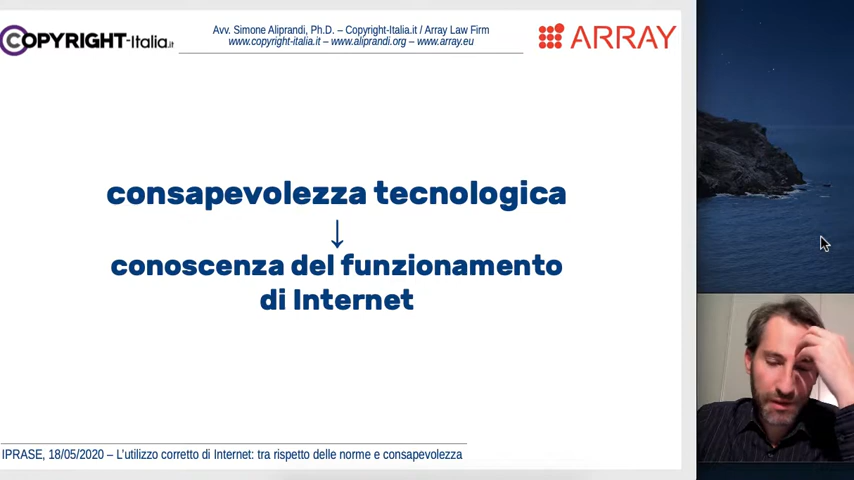 COPYRIGHT-Italia.it
Avv. Simone Aliprandi, Ph.D. – Copyright-Italia.it / Array Law Firm
www.copyright-italia.it – www.aliprandi.org – www.array.eu
ARRAY
consapevolezza tecnologica
↓
conoscenza del funzionamento
di Internet
IPRASE, 18/05/2020 – L'utilizzo corretto di Internet: tra rispetto delle norme e consapevolezza